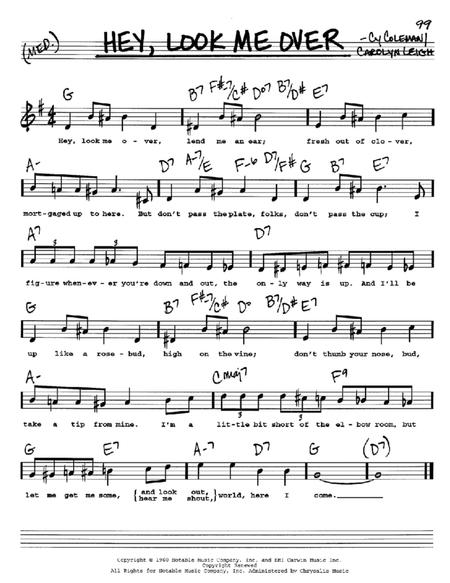 99
(MED.)
HEY, LOOK ME OVER
- CY COLEMAN/
CAROLYN LEIGH
G B7 F#-7/C# D°7 B7/D# E7
Hey, look me o - ver, lend me an ear; fresh out of clo - ver,
A- D7 A-7/E F-6 D7/F# G B7 E7
mort-gaged up to here. But don't pass the plate, folks, don't pass the cup; I
A7 D7
3 3 3 3
fig-ure when-ev-er you're down and out, the on-ly way is up. And I'll be
G B7 F#-7/C# D° B7/D# E7
up like a rose - bud, high on the vine; don't thumb your nose, bud,
A- Cmaj7 F9
3 3
take a tip from mine. I'm a lit-tle bit short of the el-bow room, but
G E7 A-7 D7 G (D7)
let me get me some, {and look out, world, here I come.
hear me shout,}
Copyright © 1960 Notable Music Company, Inc. and EMI Carwin Music Inc.
Copyright Renewed
All Rights for Notable Music Company, Inc. Administered by Chrysalis Music